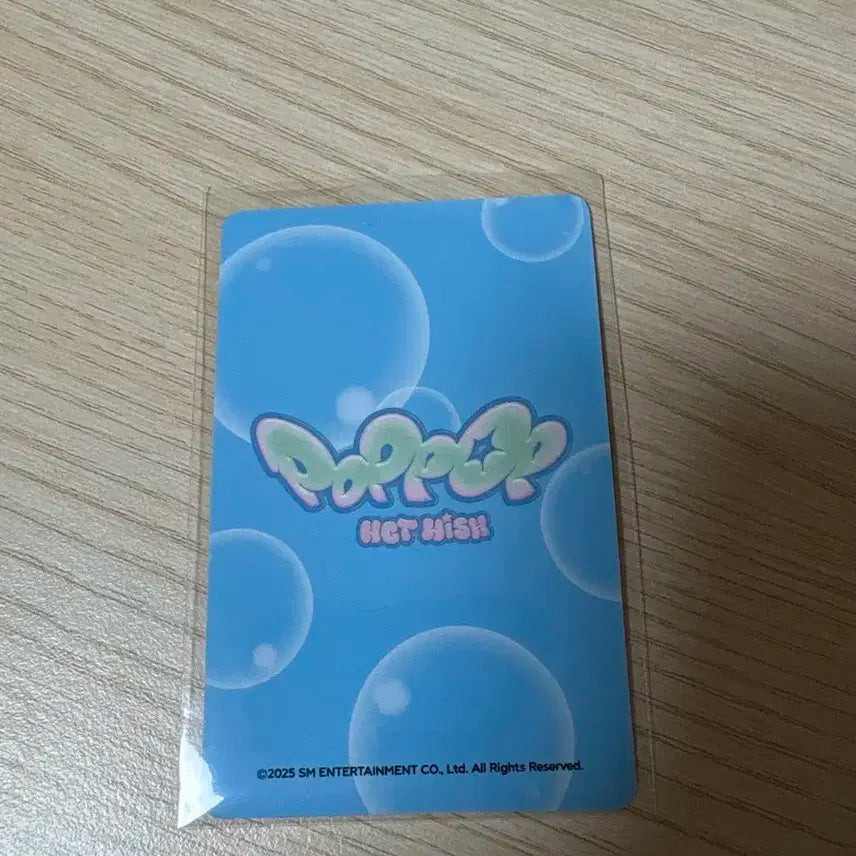 POPPOP
NCT WISH
©2025 SM ENTERTAINMENT CO., Ltd. All Rights Reserved.